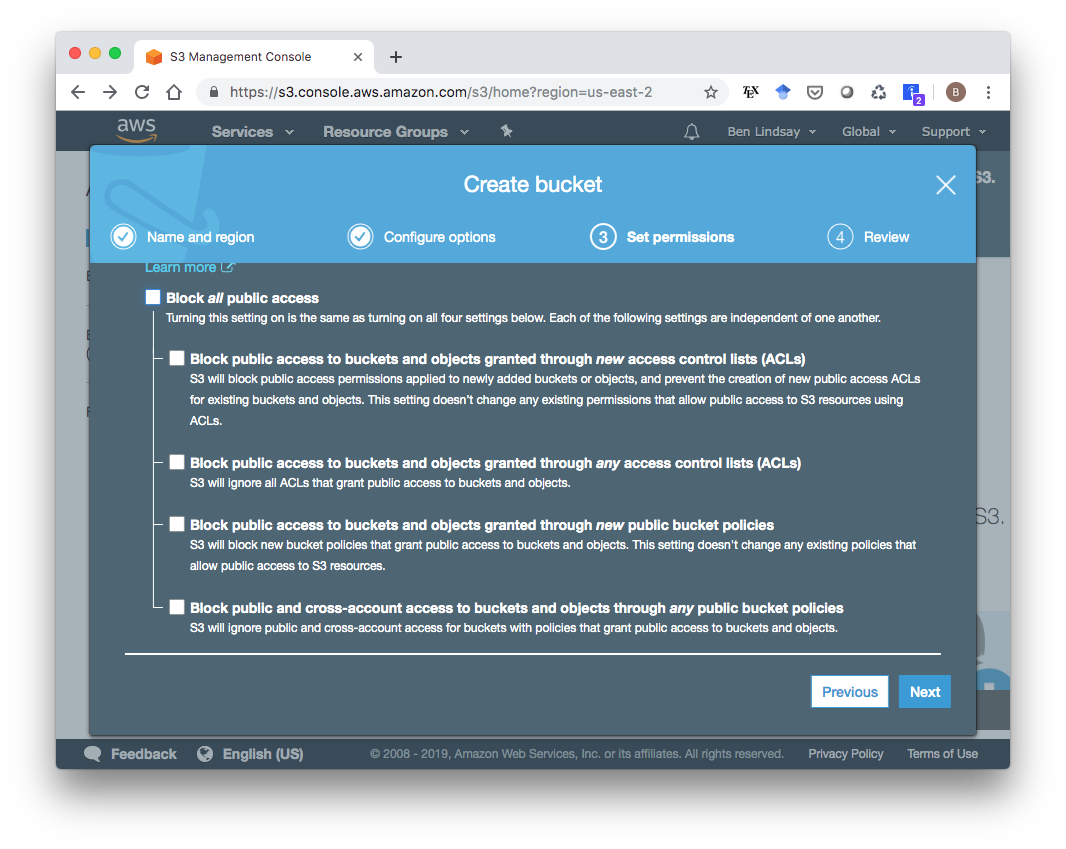 S3 Management Console
https://s3.console.aws.amazon.com/s3/home?region=us-east-2
TEX
2
B
aws
Services
Resource Groups
Ben Lindsay
Global
Support
S3.
Create bucket
Name and region
Configure options
3 Set permissions
4 Review
Learn more
Block all public access
Turning this setting on is the same as turning on all four settings below. Each of the following settings are independent of one another.
Block public access to buckets and objects granted through new access control lists (ACLs)
S3 will block public access permissions applied to newly added buckets or objects, and prevent the creation of new public access ACLs
for existing buckets and objects. This setting doesn't change any existing permissions that allow public access to S3 resources using
ACLs.
Block public access to buckets and objects granted through any access control lists (ACLs)
S3 will ignore all ACLs that grant public access to buckets and objects.
S3.
Block public access to buckets and objects granted through new public bucket policies
S3 will block new bucket policies that grant public access to buckets and objects. This setting doesn't change any existing policies that
allow public access to S3 resources.
Block public and cross-account access to buckets and objects through any public bucket policies
S3 will ignore public and cross-account access for buckets with policies that grant public access to buckets and objects.
Previous
Next
Feedback
English (US)
© 2008 - 2019, Amazon Web Services, Inc. or its affiliates. All rights reserved.
Privacy Policy
Terms of Use